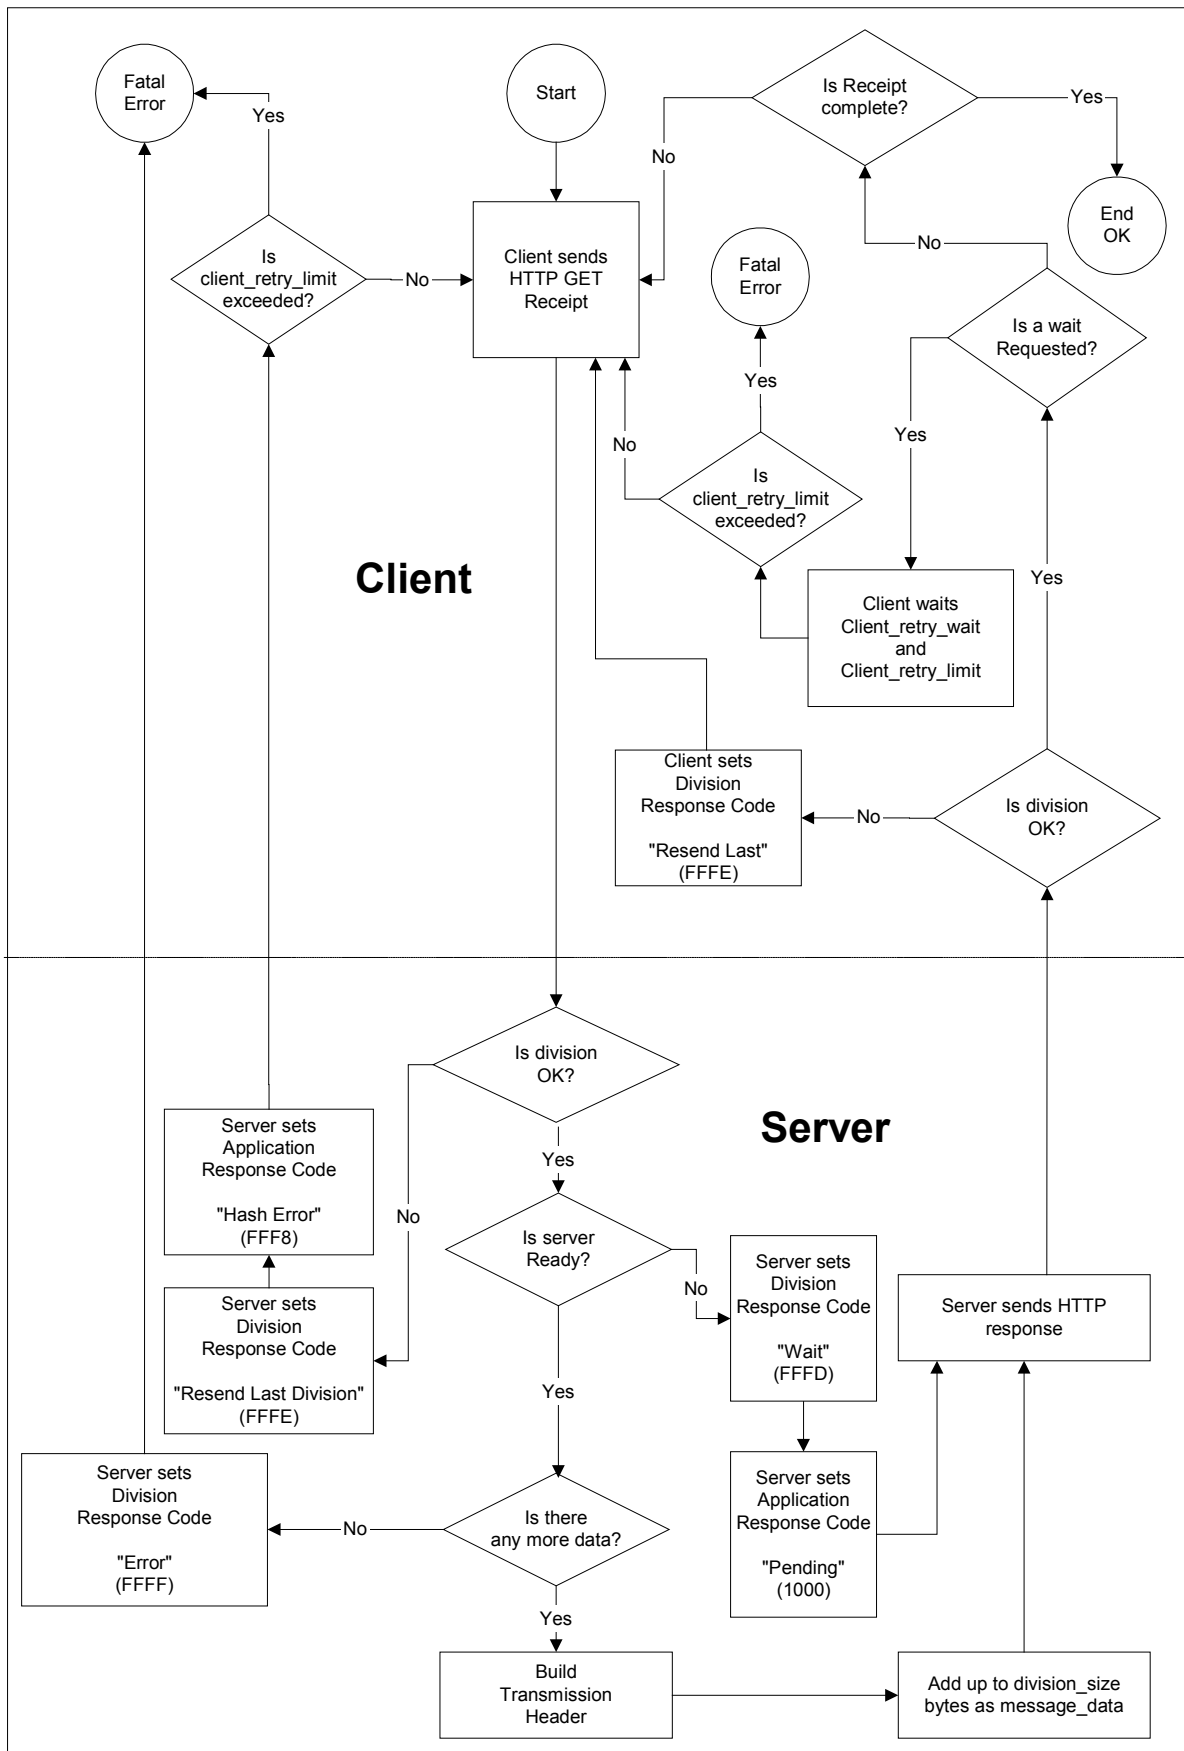 Fatal
Error
Yes
Start
Is Receipt
complete?
Yes
No
End
OK
Is
client_retry_limit
exceeded?
No
Client sends
HTTP GET
Receipt
Fatal
Error
No
Is a wait
Requested?
Yes
No
Yes
Is
client_retry_limit
exceeded?
Client
Client waits
Client_retry_wait
and
Client_retry_limit
Yes
Client sets
Division
Response Code
"Resend Last"
(FFFE)
No
Is division
OK?
Is division
OK?
Server
Server sets
Application
Response Code
"Hash Error"
(FFF8)
Yes
No
Is server
Ready?
No
Server sets
Division
Response Code
"Wait"
(FFFD)
Server sends HTTP
response
Server sets
Division
Response Code
"Resend Last Division"
(FFFE)
Yes
Server sets
Division
Response Code
"Error"
(FFFF)
No
Is there
any more data?
Server sets
Application
Response Code
"Pending"
(1000)
Yes
Build
Transmission
Header
Add up to division_size
bytes as message_data